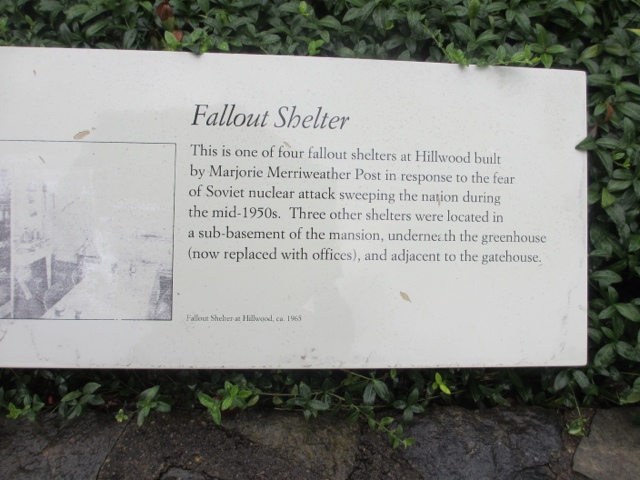 Fallout Shelter
This is one of four fallout shelters at Hillwood built
by Marjorie Merriweather Post in response to the fear
of Soviet nuclear attack sweeping the nation during
the mid-1950s. Three other shelters were located in
a sub-basement of the mansion, underneath the greenhouse
(now replaced with offices), and adjacent to the gatehouse.
Fallout Shelter at Hillwood, ca. 1965